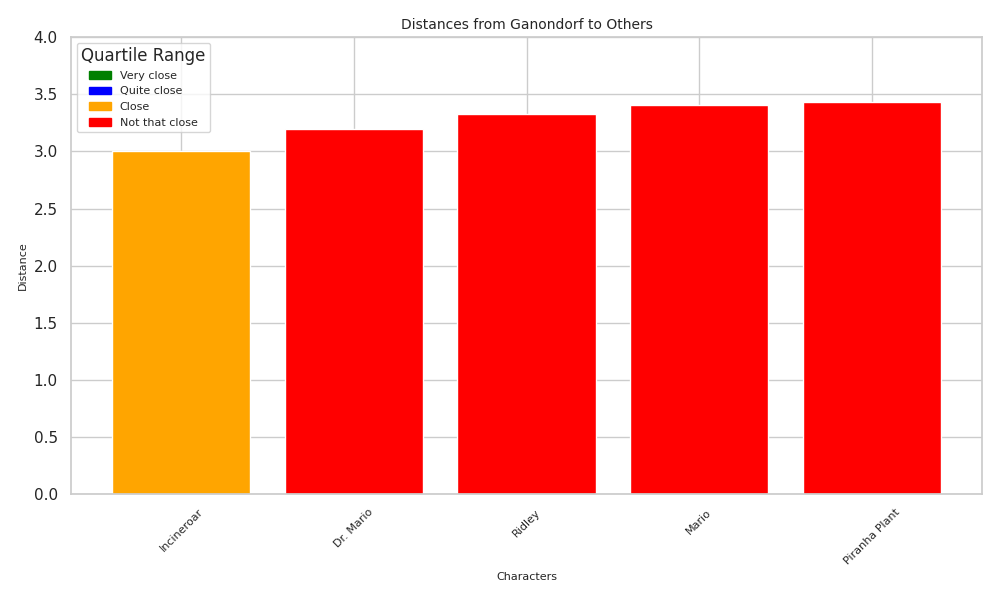 Distances from Ganondorf to Others
4.0
3.5
3.0
2.5
2.0
1.5
1.0
0.5
0.0
Distance
Quartile Range
Very close
Quite close
Close
Not that close
Incineroar
Dr. Mario
Ridley
Mario
Piranha Plant
Characters